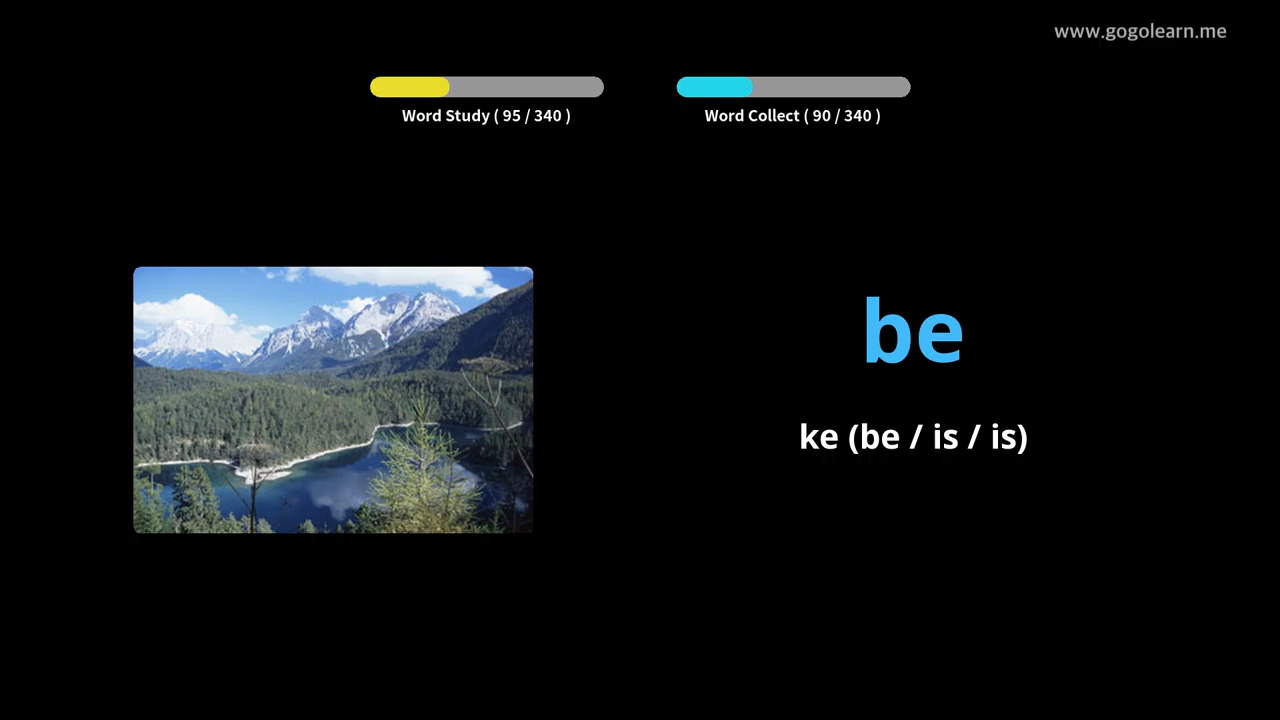 www.gogolearn.me
Word Study ( 95 / 340 )
Word Collect ( 90 / 340 )
be
ke (be / is / is)